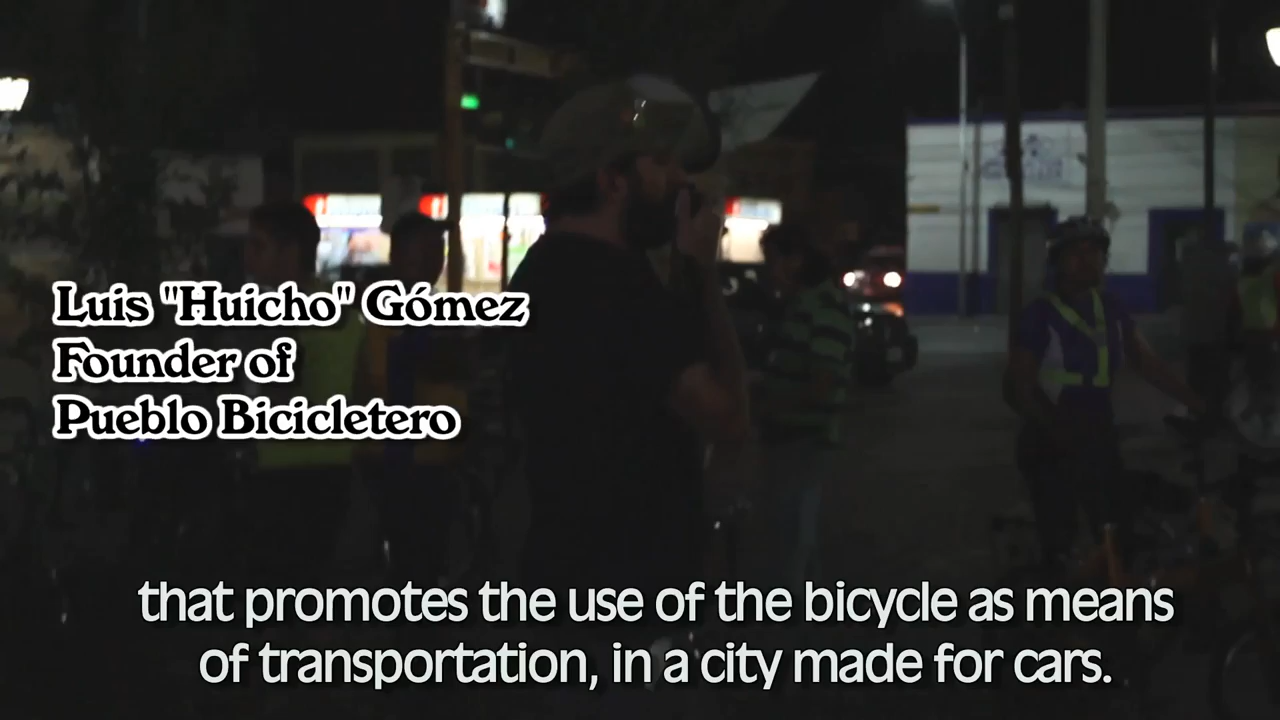 Luis "Huicho" Gómez
Founder of
Pueblo Bicicletero
that promotes the use of the bicycle as means
of transportation, in a city made for cars.